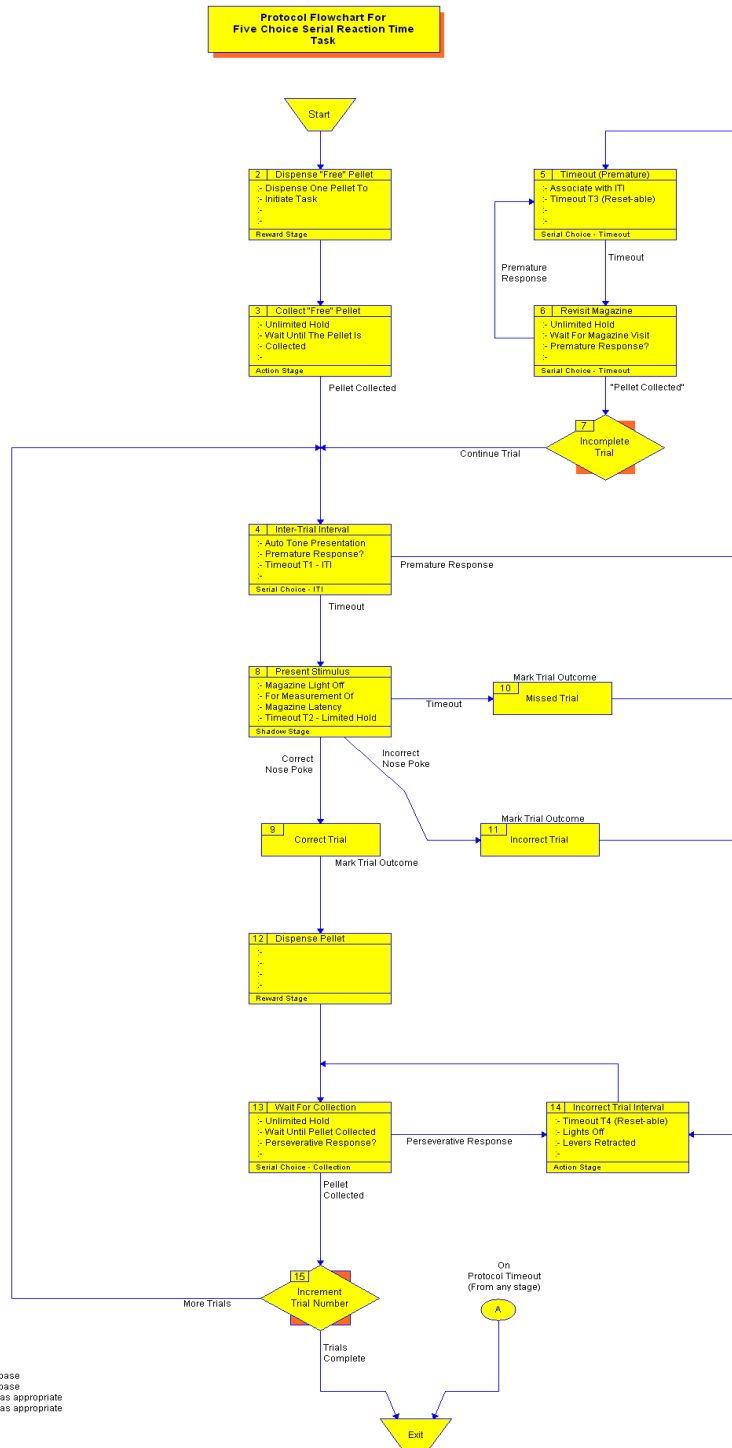 Protocol Flowchart For
Five Choice Serial Reaction Time
Task
Start
2 Dispense "Free" Pellet
:- Dispense One Pellet To
:- Initiate Task
:-
:-
Reward Stage
5 Timeout (Premature)
:- Associate with ITI
:- Timeout T3 (Reset-able)
:-
:-
Serial Choice - Timeout
Timeout
Premature
Response
3 Collect "Free" Pellet
:- Unlimited Hold
:- Wait Until The Pellet Is
:- Collected
:-
Action Stage
6 Revisit Magazine
:- Unlimited Hold
:- Wait For Magazine Visit
:- Premature Response?
:-
Serial Choice - Timeout
Pellet Collected
"Pellet Collected"
7
Incomplete
Trial
Continue Trial
4 Inter-Trial Interval
:- Auto Tone Presentation
:- Premature Response?
:- Timeout T1 - ITI
:-
Serial Choice - ITI
Premature Response
Timeout
8 Present Stimulus
:- Magazine Light Off
:- For Measurement Of
:- Magazine Latency
:- Timeout T2 - Limited Hold
Shadow Stage
Timeout
Mark Trial Outcome
10
Missed Trial
Correct
Nose Poke
Incorrect
Nose Poke
9
Correct Trial
Mark Trial Outcome
Mark Trial Outcome
11
Incorrect Trial
12 Dispense Pellet
:-
:-
:-
:-
Reward Stage
13 Wait For Collection
:- Unlimited Hold
:- Wait Until Pellet Collected
:- Perseverative Response?
:-
Serial Choice - Collection
Perseverative Response
14 Incorrect Trial Interval
:- Timeout T4 (Reset-able)
:- Lights Off
:- Levers Retracted
:-
Action Stage
Pellet
Collected
15
Increment
Trial Number
More Trials
On
Protocol Timeout
(From any stage)
A
Trials
Complete
base
base
as appropriate
as appropriate
Exit